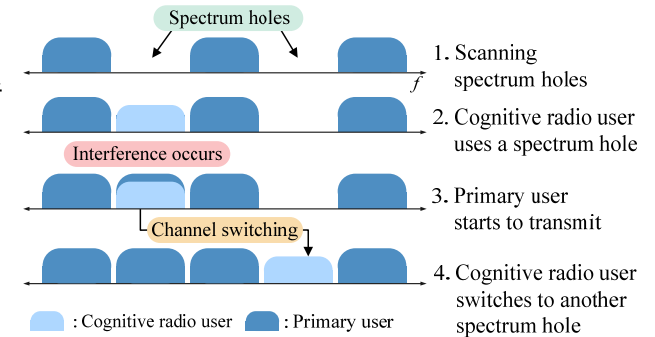 Spectrum holes
f
1. Scanning
spectrum holes
2. Cognitive radio user
uses a spectrum hole
Interference occurs
3. Primary user
starts to transmit
Channel switching
4. Cognitive radio user
switches to another
spectrum hole
: Cognitive radio user
: Primary user